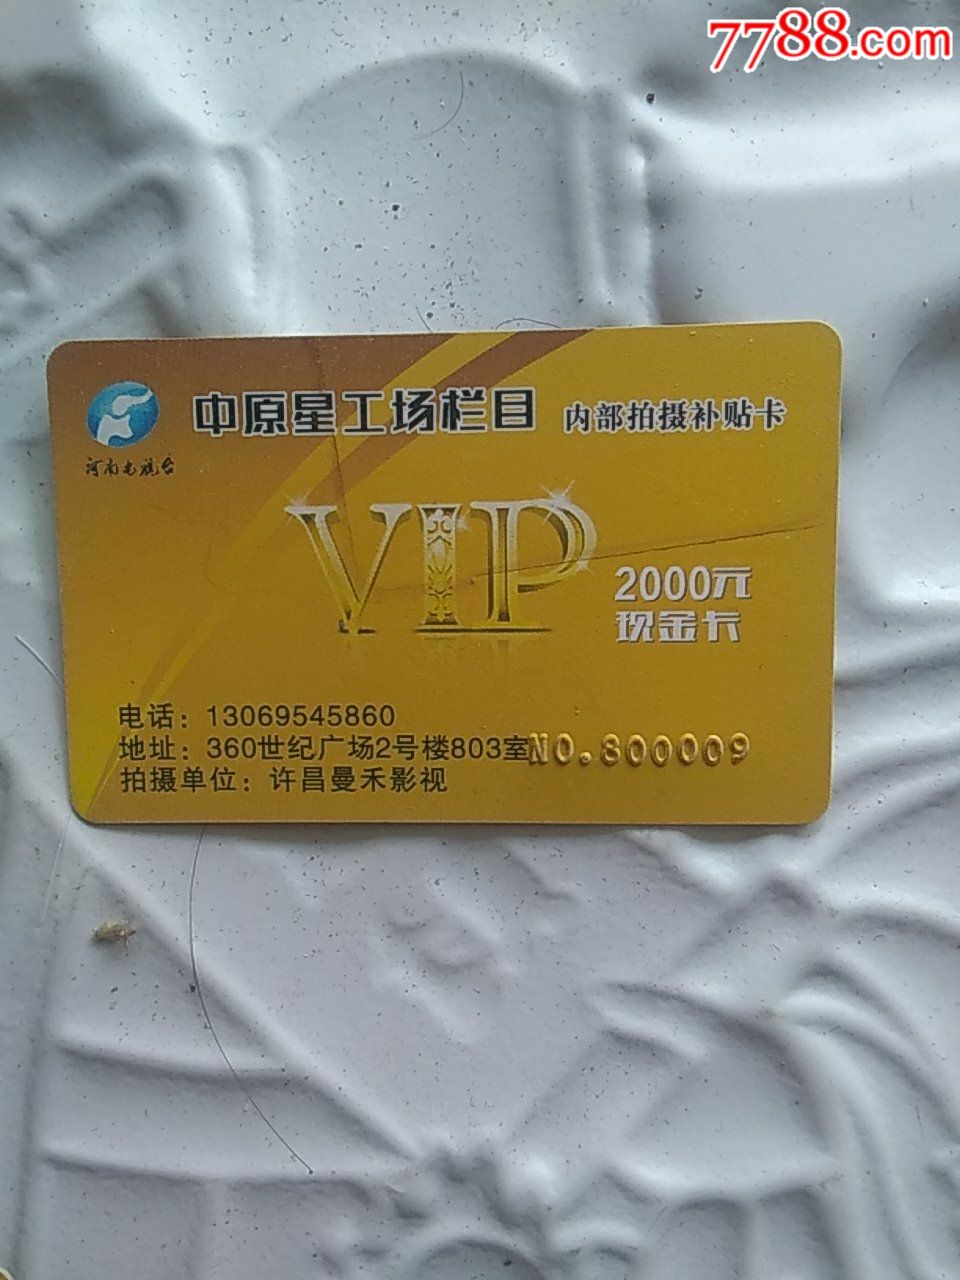 7788.com
中原星工场栏目 内部拍摄补贴卡
河南电视台
VIP
2000元
现金卡
电话：13069545860
地址：360世纪广场2号楼803室
NO.800009
拍摄单位：许昌曼禾影视